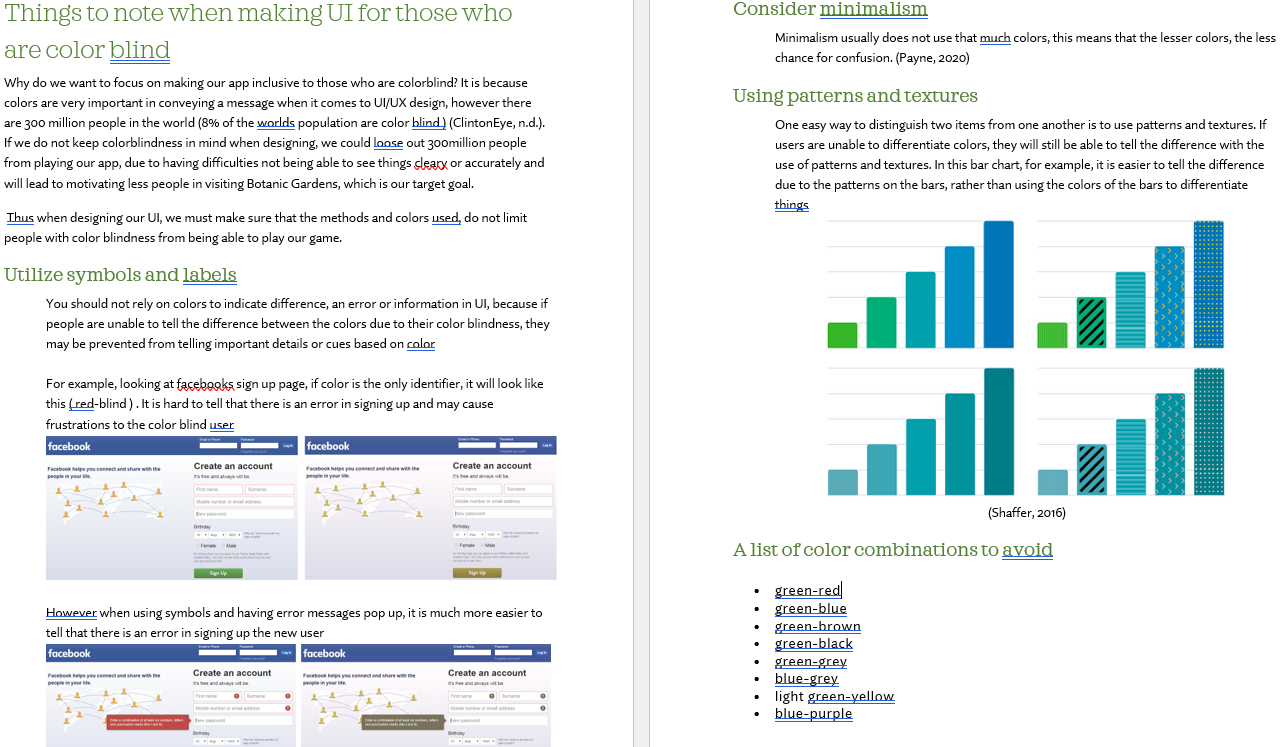 Things to note when making UI for those who
are color blind
Why do we want to focus on making our app inclusive to those who are colorblind? It is because
colors are very important in conveying a message when it comes to UI/UX design, however there
are 300 million people in the world (8% of the worlds population are color blind ) (ClintonEye, n.d.).
If we do not keep colorblindness in mind when designing, we could loose out 300million people
from playing our app, due to having difficulties not being able to see things cleary or accurately and
will lead to motivating less people in visiting Botanic Gardens, which is our target goal.
Thus when designing our UI, we must make sure that the methods and colors used, do not limit
people with color blindness from being able to play our game.
Utilize symbols and labels
You should not rely on colors to indicate difference, an error or information in UI, because if
people are unable to tell the difference between the colors due to their color blindness, they
may be prevented from telling important details or cues based on color
For example, looking at facebooks sign up page, if color is the only identifier, it will look like
this ( red-blind ) . It is hard to tell that there is an error in signing up and may cause
frustrations to the color blind user
facebook
Email or Phone
Password
Log In
Facebook helps you connect and share with the
people in your life.
Create an account
It's free and always will be.
First name
Surname
Mobile number or email address
New password
Birthday
Female
Male
Sign Up
facebook
Email or Phone
Password
Log In
Facebook helps you connect and share with the
people in your life.
Create an account
It's free and always will be.
First name
Surname
Mobile number or email address
New password
Birthday
Female
Male
Sign Up
However when using symbols and having error messages pop up, it is much more easier to
tell that there is an error in signing up the new user
facebook
Log In
Facebook helps you connect and share with the
people in your life.
Create an account
It's free and always will be.
First name
Surname
Mobile number or email address
New password
Birthday
facebook
Log In
Facebook helps you connect and share with the
people in your life.
Create an account
It's free and always will be.
First name
Surname
Mobile number or email address
New password
Birthday
Consider minimalism
Minimalism usually does not use that much colors, this means that the lesser colors, the less
chance for confusion. (Payne, 2020)
Using patterns and textures
One easy way to distinguish two items from one another is to use patterns and textures. If
users are unable to differentiate colors, they will still be able to tell the difference with the
use of patterns and textures. In this bar chart, for example, it is easier to tell the difference
due to the patterns on the bars, rather than using the colors of the bars to differentiate
things
(Shaffer, 2016)
A list of color combinations to avoid
• green-red
• green-blue
• green-brown
• green-black
• green-grey
• blue-grey
• light green-yellow
• blue-purple